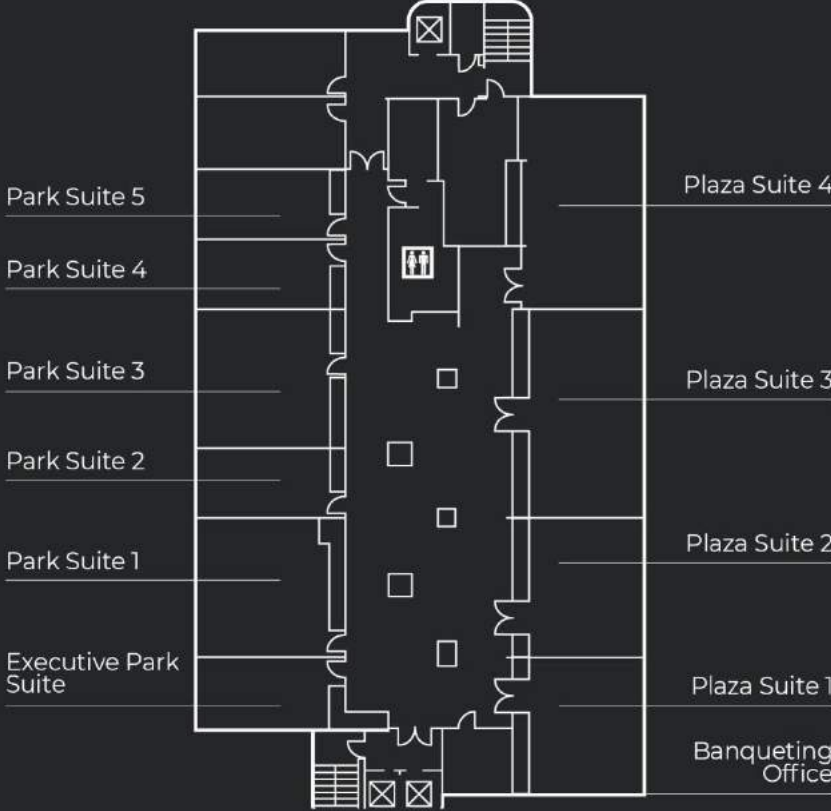 Park Suite 5
Park Suite 4
Park Suite 3
Park Suite 2
Park Suite 1
Executive Park
Suite
Plaza Suite 4
Plaza Suite 3
Plaza Suite 2
Plaza Suite 1
Banqueting
Office